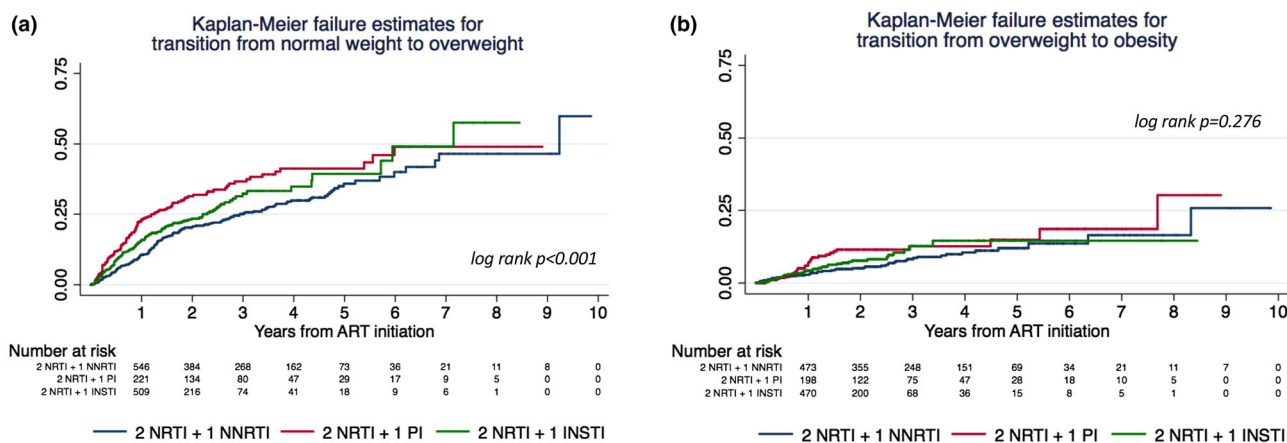 (a)
Kaplan-Meier failure estimates for
transition from normal weight to overweight
0.75
0.50
0.25
0.00
log rank p<0.001
1 2 3 4 5 6 7 8 9 10
Years from ART initiation
Number at risk
2 NRTI + 1 NNRTI 546 384 268 162 73 36 21 11 8 0
2 NRTI + 1 PI 221 134 80 47 29 17 9 5 0 0
2 NRTI + 1 INSTI 509 216 74 41 18 9 6 1 0 0
2 NRTI + 1 NNRTI 2 NRTI + 1 PI 2 NRTI + 1 INSTI
(b)
Kaplan-Meier failure estimates for
transition from overweight to obesity
0.75
0.50
0.25
0.00
log rank p=0.276
1 2 3 4 5 6 7 8 9 10
Years from ART initiation
Number at risk
2 NRTI + 1 NNRTI 473 355 248 151 69 34 21 11 7 0
2 NRTI + 1 PI 198 122 75 47 28 18 10 5 0 0
2 NRTI + 1 INSTI 470 200 68 36 15 8 5 1 0 0
2 NRTI + 1 NNRTI 2 NRTI + 1 PI 2 NRTI + 1 INSTI